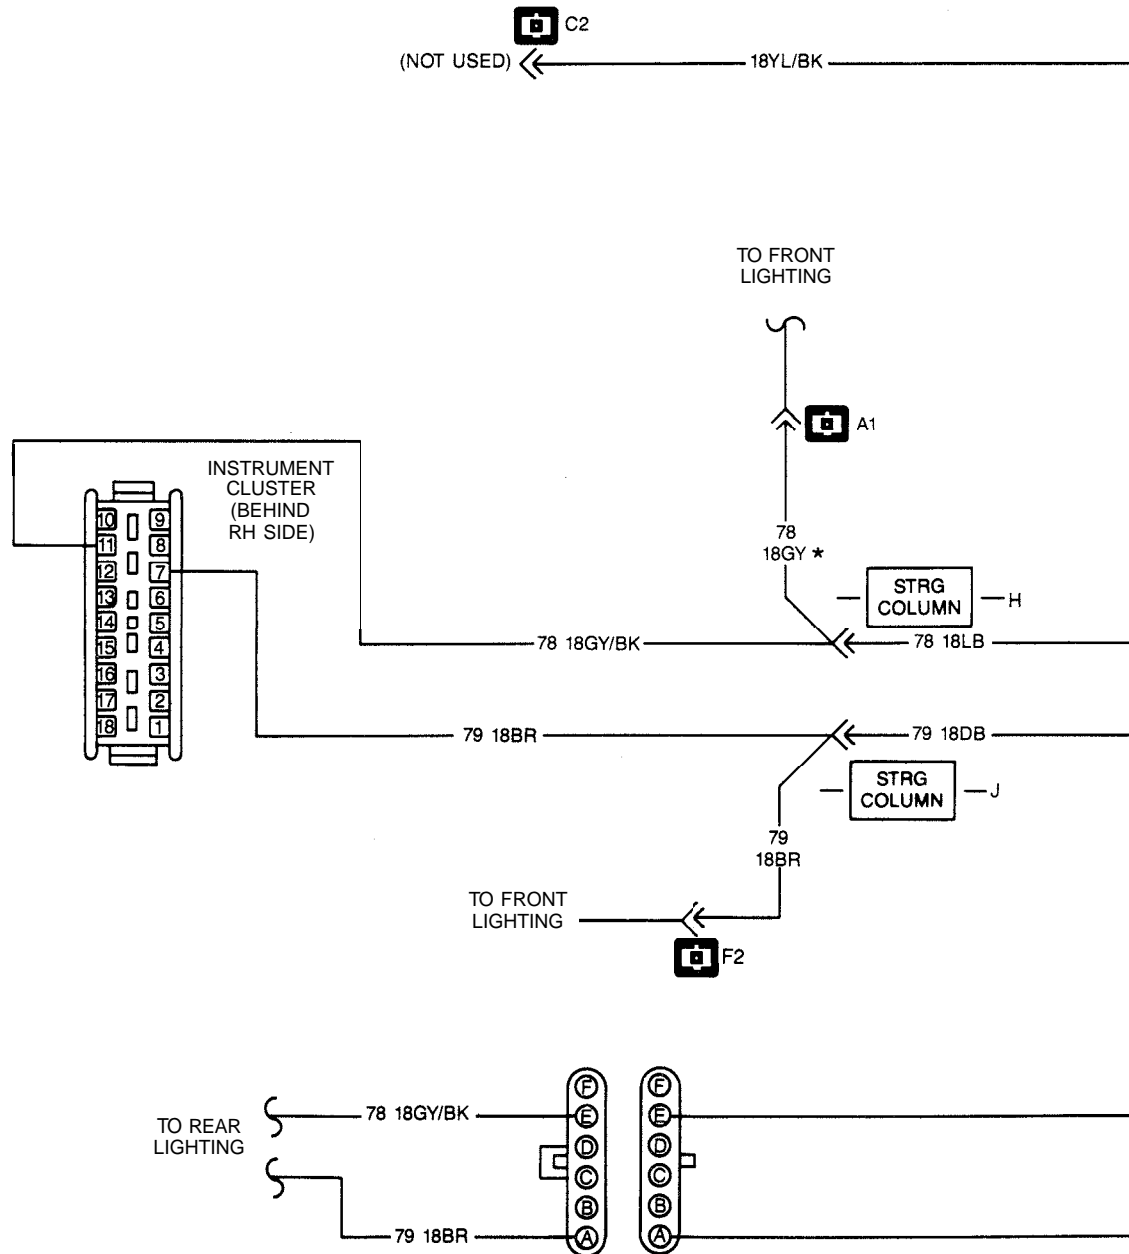 C2
(NOT USED)
18YL/BK
TO FRONT
LIGHTING
A1
INSTRUMENT
CLUSTER
(BEHIND
RH SIDE)
10 9
11 8
12 7
13 6
14 5
15 4
16 3
17 2
18 1
78
18GY *
STRG
COLUMN
H
78 18GY/BK
78 18LB
79 18BR
79 18DB
STRG
COLUMN
J
79
18BR
TO FRONT
LIGHTING
F2
TO REAR
LIGHTING
78 18GY/BK
79 18BR
F F
E E
D D
C C
B B
A A